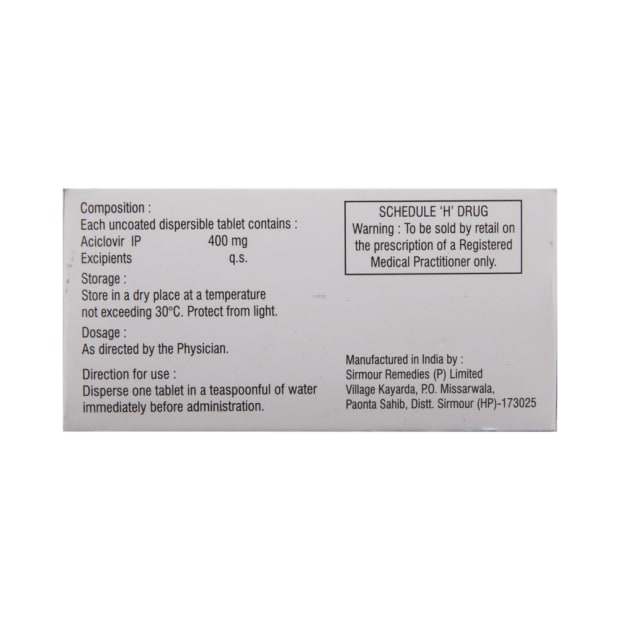 Composition :
Each uncoated dispersible tablet contains :
Aciclovir IP 400 mg
Excipients q.s.
Storage :
Store in a dry place at a temperature
not exceeding 30°C. Protect from light.
Dosage :
As directed by the Physician.
Direction for use :
Disperse one tablet in a teaspoonful of water
immediately before administration.
SCHEDULE 'H' DRUG
Warning : To be sold by retail on
the prescription of a Registered
Medical Practitioner only.
Manufactured in India by :
Sirmour Remedies (P) Limited
Village Kayarda, P.O. Missarwala,
Paonta Sahib, Distt. Sirmour (HP)-173025